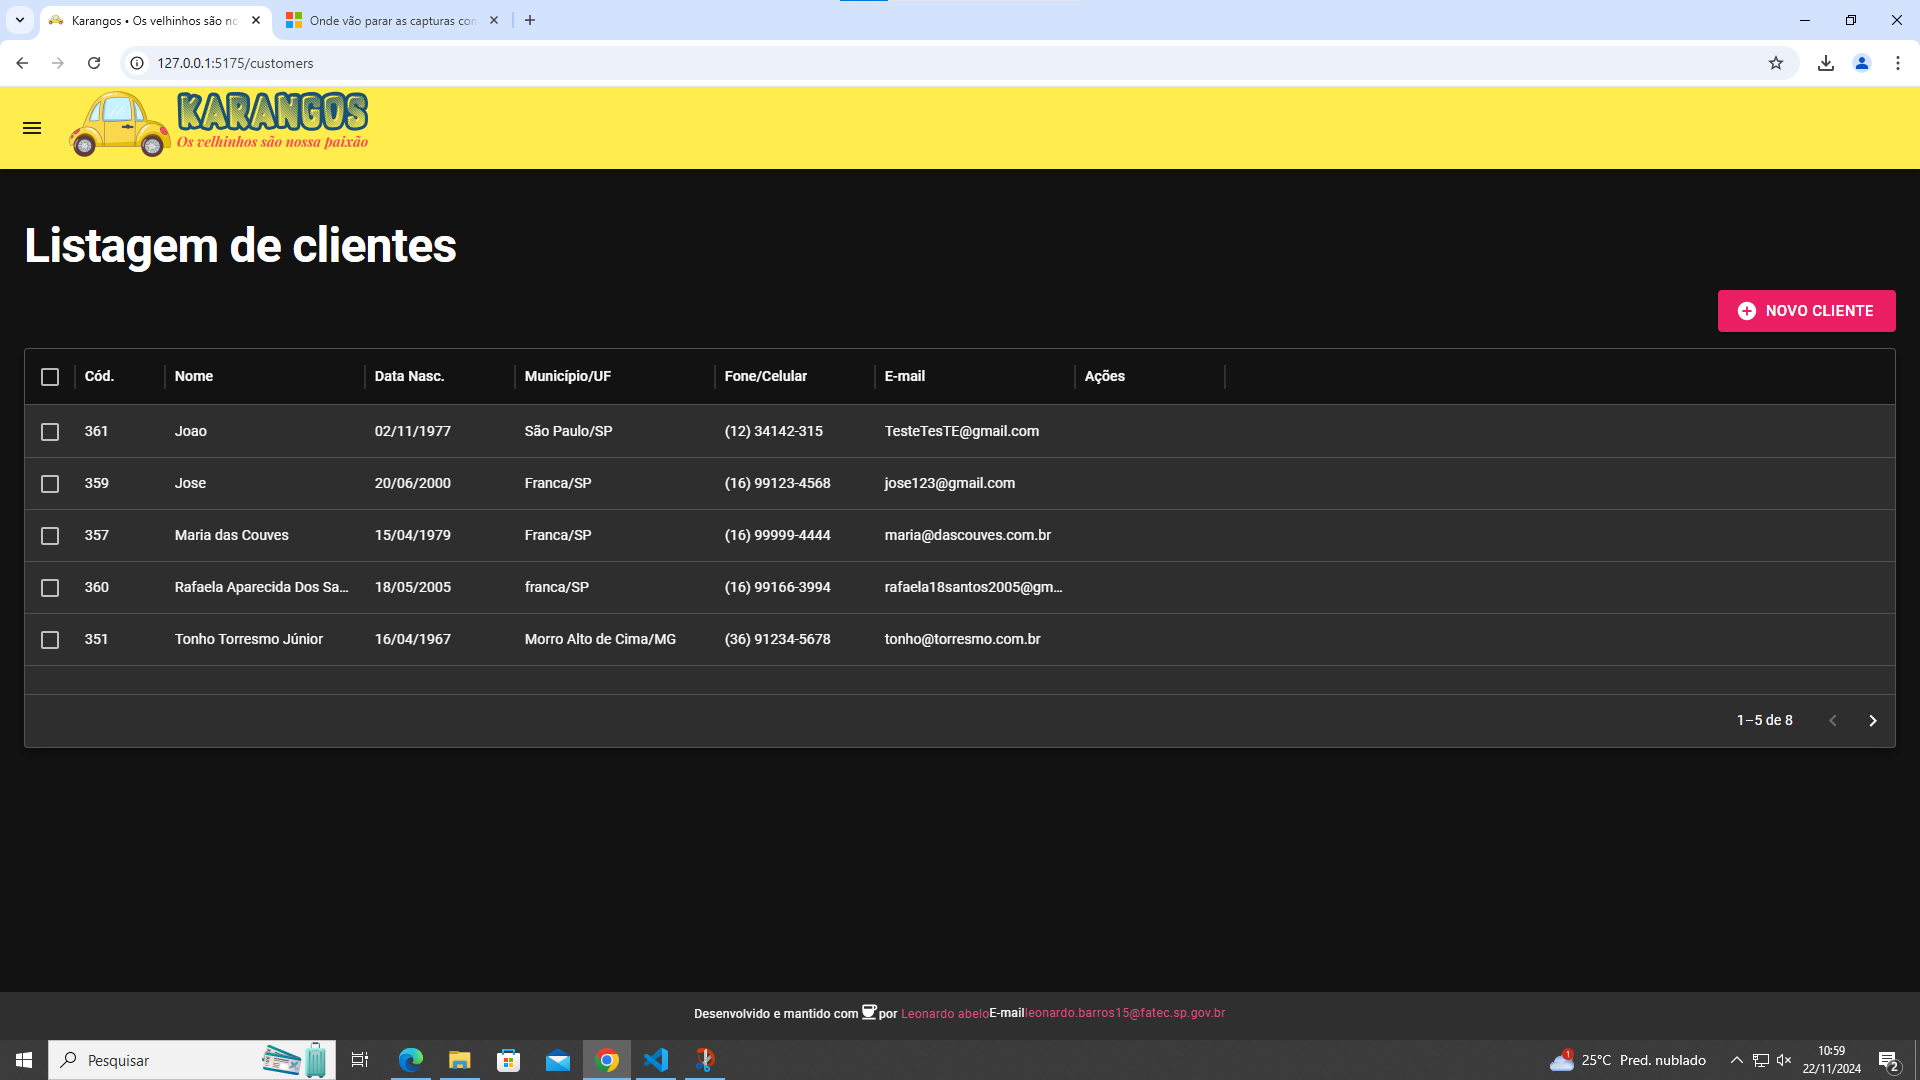 Karangos • Os velhinhos são no
Onde vão parar as capturas con
127.0.0.1:5175/customers
KARANGOS
Os velhinhos são nossa paixão
Listagem de clientes
NOVO CLIENTE
Cód. Nome Data Nasc. Município/UF Fone/Celular E-mail Ações
361 Joao 02/11/1977 São Paulo/SP (12) 34142-315 TesteTesTE@gmail.com
359 Jose 20/06/2000 Franca/SP (16) 99123-4568 jose123@gmail.com
357 Maria das Couves 15/04/1979 Franca/SP (16) 99999-4444 maria@dascouves.com.br
360 Rafaela Aparecida Dos Sa... 18/05/2005 franca/SP (16) 99166-3994 rafaela18santos2005@gm...
351 Tonho Torresmo Júnior 16/04/1967 Morro Alto de Cima/MG (36) 91234-5678 tonho@torresmo.com.br
1–5 de 8
Desenvolvido e mantido com por Leonardo abeloE-mailleonardo.barros15@fatec.sp.gov.br
Pesquisar
1 25°C Pred. nublado
10:59
22/11/2024
2